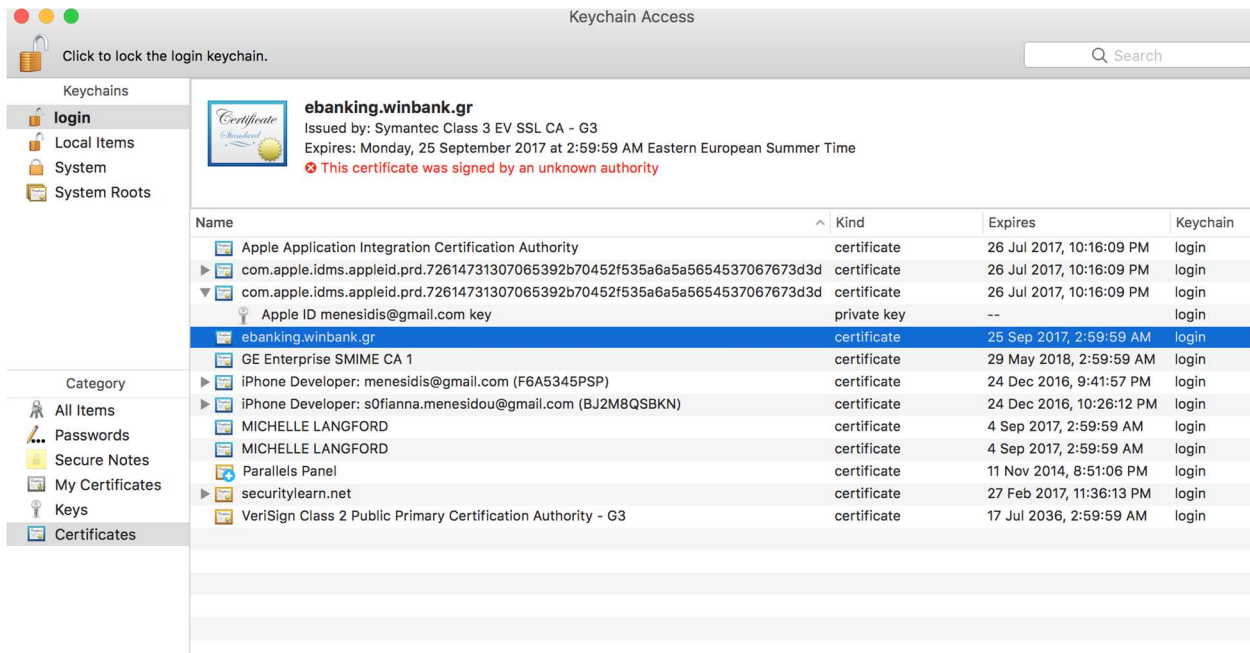 Keychain Access
Click to lock the login keychain.
Search
Keychains
login
Local Items
System
System Roots
Certificate
Standard
ebanking.winbank.gr
Issued by: Symantec Class 3 EV SSL CA - G3
Expires: Monday, 25 September 2017 at 2:59:59 AM Eastern European Summer Time
This certificate was signed by an unknown authority
Name Kind Expires Keychain
Apple Application Integration Certification Authority certificate 26 Jul 2017, 10:16:09 PM login
com.apple.idms.appleid.prd.72614731307065392b70452f535a6a5a5654537067673d3d certificate 26 Jul 2017, 10:16:09 PM login
com.apple.idms.appleid.prd.72614731307065392b70452f535a6a5a5654537067673d3d certificate 26 Jul 2017, 10:16:09 PM login
Apple ID menesidis@gmail.com key private key -- login
ebanking.winbank.gr certificate 25 Sep 2017, 2:59:59 AM login
GE Enterprise SMIME CA 1 certificate 29 May 2018, 2:59:59 AM login
iPhone Developer: menesidis@gmail.com (F6A5345PSP) certificate 24 Dec 2016, 9:41:57 PM login
iPhone Developer: s0fianna.menesidou@gmail.com (BJ2M8QSBKN) certificate 24 Dec 2016, 10:26:12 PM login
MICHELLE LANGFORD certificate 4 Sep 2017, 2:59:59 AM login
MICHELLE LANGFORD certificate 4 Sep 2017, 2:59:59 AM login
Parallels Panel certificate 11 Nov 2014, 8:51:06 PM login
securitylearn.net certificate 27 Feb 2017, 11:36:13 PM login
VeriSign Class 2 Public Primary Certification Authority - G3 certificate 17 Jul 2036, 2:59:59 AM login
Category
All Items
Passwords
Secure Notes
My Certificates
Keys
Certificates